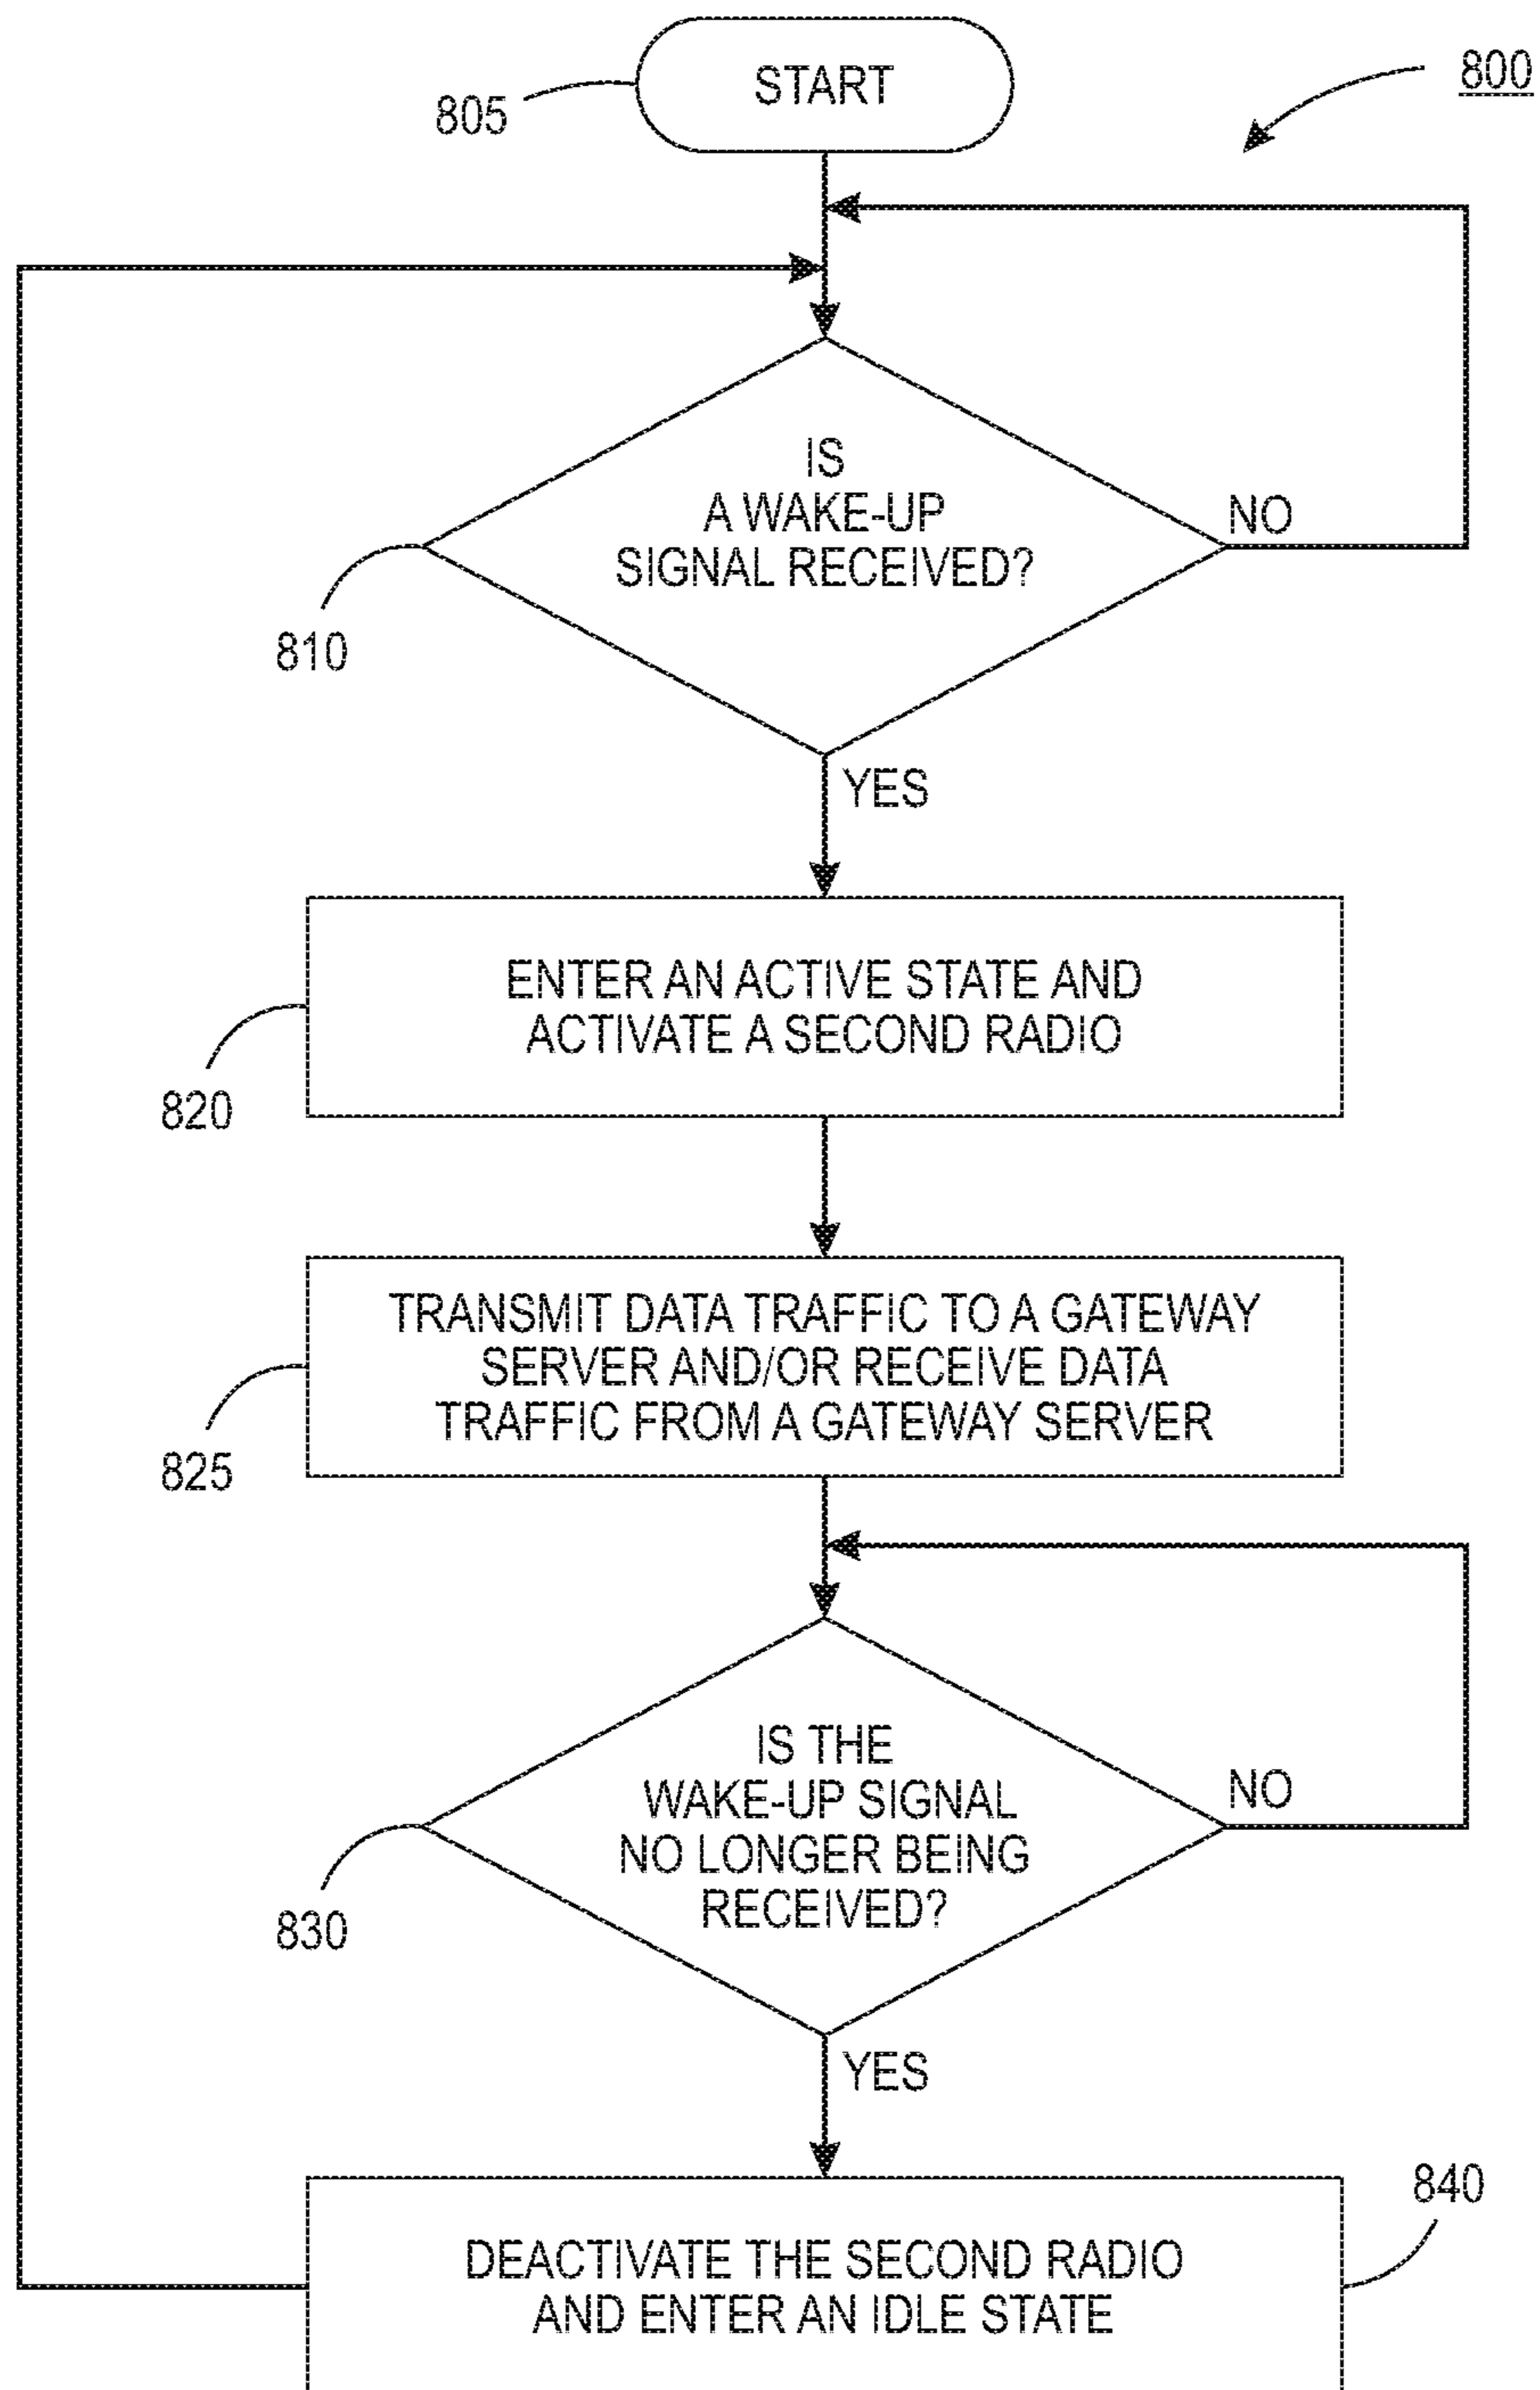 START
800
805
IS
A WAKE-UP
SIGNAL RECEIVED?
NO
810
YES
ENTER AN ACTIVE STATE AND
ACTIVATE A SECOND RADIO
820
TRANSMIT DATA TRAFFIC TO A GATEWAY
SERVER AND/OR RECEIVE DATA
TRAFFIC FROM A GATEWAY SERVER
825
IS THE
WAKE-UP SIGNAL
NO LONGER BEING
RECEIVED?
NO
830
YES
840
DEACTIVATE THE SECOND RADIO
AND ENTER AN IDLE STATE